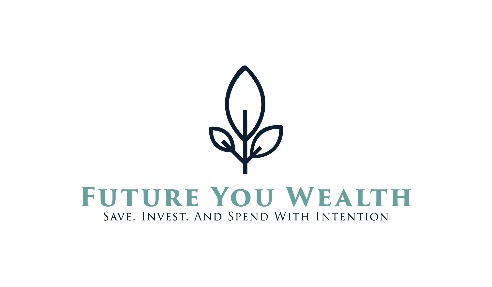 Future You Wealth
Save, Invest, And Spend With Intention